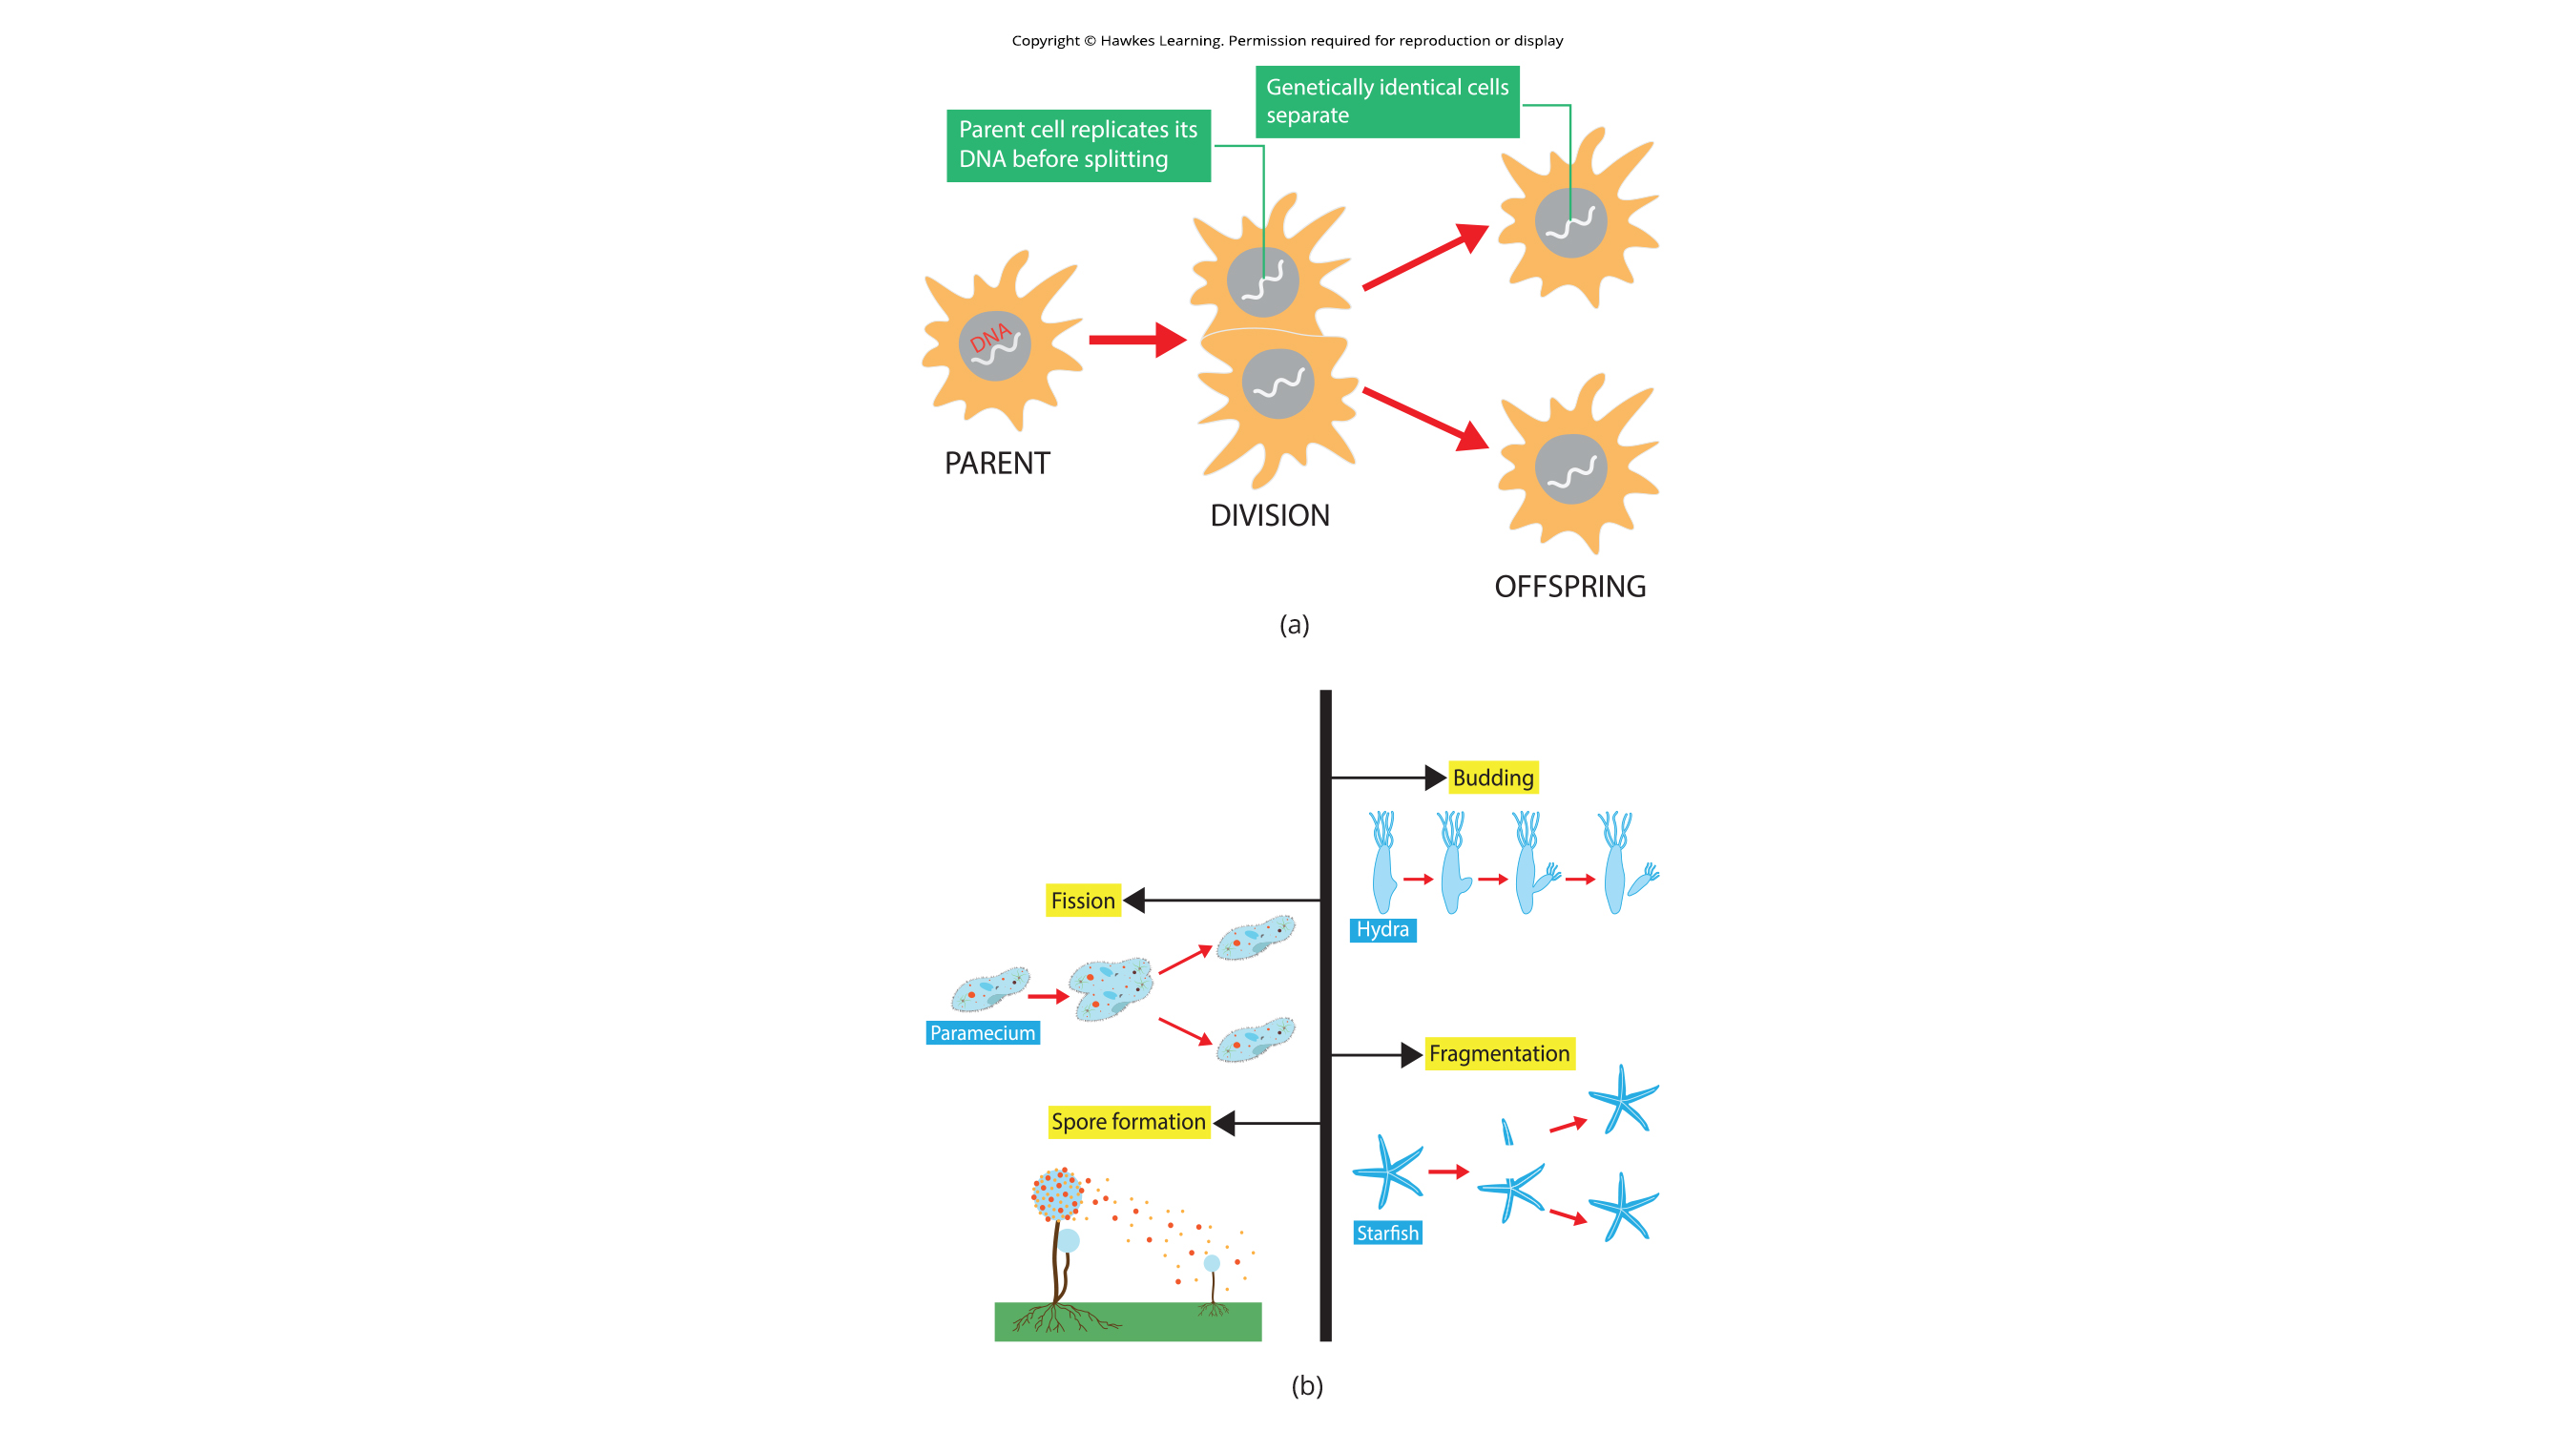 Copyright © Hawkes Learning. Permission required for reproduction or display
Genetically identical cells
separate
Parent cell replicates its
DNA before splitting
DNA
PARENT
DIVISION
OFFSPRING
(a)
Budding
Hydra
Fission
Paramecium
Fragmentation
Starfish
Spore formation
(b)